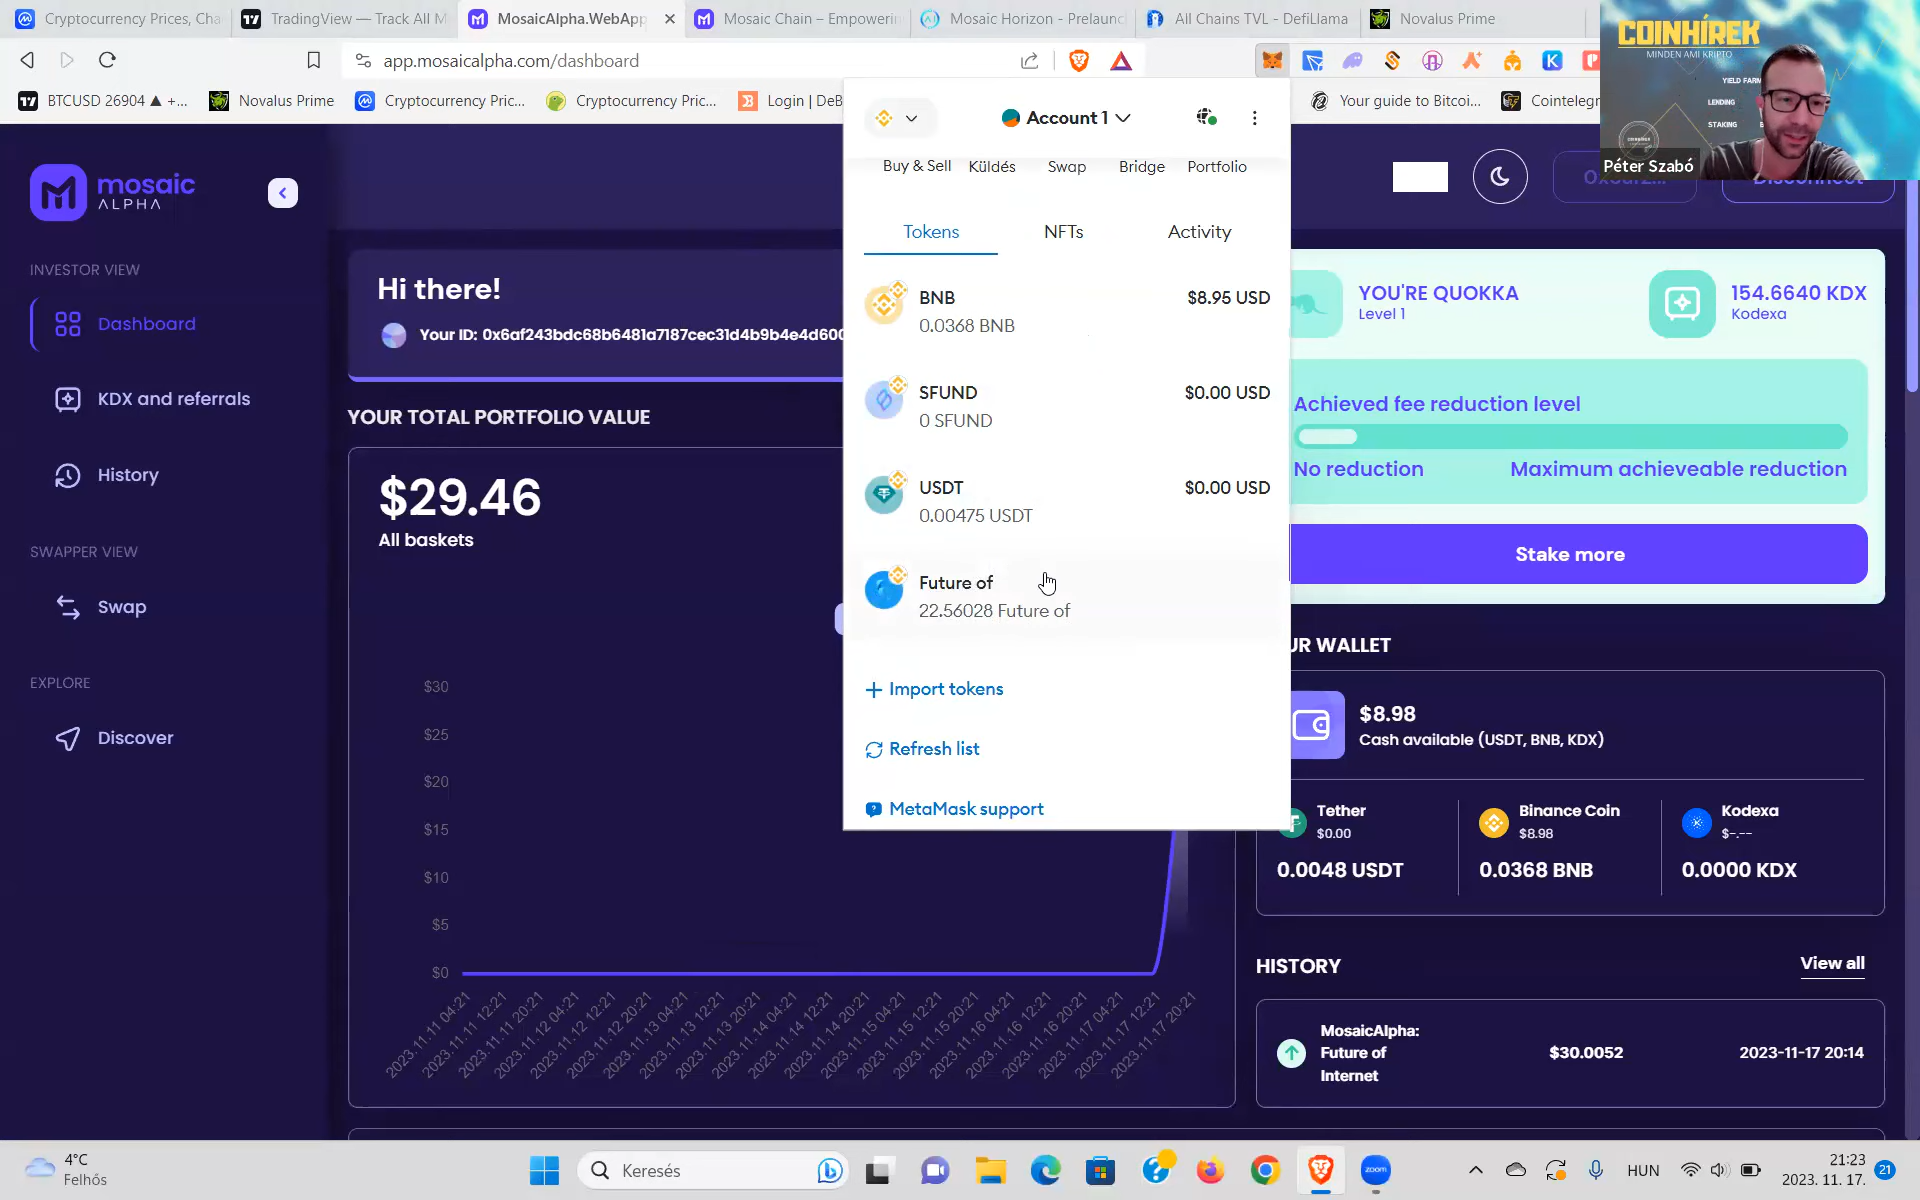 Cryptocurrency Prices, Cha
TradingView — Track All M
MosaicAlpha.WebApp
Mosaic Chain – Empowerin
Mosaic Horizon - Prelaunc
All Chains TVL - DefiLlama
Novalus Prime
app.mosaicalpha.com/dashboard
BTCUSD 26904 ▲ +...
Novalus Prime
Cryptocurrency Pric...
Cryptocurrency Pric...
Login | DeB
Your guide to Bitcoi...
Cointelegr
COINHÍREK
MINDEN AMI KRIPTO
YIELD FARM
LENDING
STAKING
Péter Szabó
mosaic
ALPHA
Disconnect
INVESTOR VIEW
Dashboard
KDX and referrals
History
SWAPPER VIEW
Swap
EXPLORE
Discover
Hi there!
Your ID: 0x6af243bdc68b6481a7187cec31d4b9b4e4d600
YOUR TOTAL PORTFOLIO VALUE
$29.46
All baskets
$30
$25
$20
$15
$10
$5
$0
2023.11.11 04:21
2023.11.11 12:21
2023.11.11 20:21
2023.11.12 04:21
2023.11.12 12:21
2023.11.12 20:21
2023.11.13 04:21
2023.11.13 12:21
2023.11.13 20:21
2023.11.14 04:21
2023.11.14 12:21
2023.11.14 20:21
2023.11.15 04:21
2023.11.15 12:21
2023.11.15 20:21
2023.11.16 04:21
2023.11.16 12:21
2023.11.16 20:21
2023.11.17 04:21
2023.11.17 12:21
2023.11.17 20:21
Account 1
Buy & Sell
Küldés
Swap
Bridge
Portfolio
Tokens
NFTs
Activity
BNB
$8.95 USD
0.0368 BNB
SFUND
$0.00 USD
0 SFUND
USDT
$0.00 USD
0.00475 USDT
Future of
22.56028 Future of
Import tokens
Refresh list
MetaMask support
YOU'RE QUOKKA
Level 1
154.6640 KDX
Kodexa
Achieved fee reduction level
No reduction
Maximum achieveable reduction
Stake more
UR WALLET
$8.98
Cash available (USDT, BNB, KDX)
Tether
$0.00
0.0048 USDT
Binance Coin
$8.98
0.0368 BNB
Kodexa
$-.--
0.0000 KDX
HISTORY
View all
MosaicAlpha:
Future of
Internet
$30.0052
2023-11-17 20:14
4°C
Felhős
Keresés
zoom
HUN
21:23
2023. 11. 17.
21